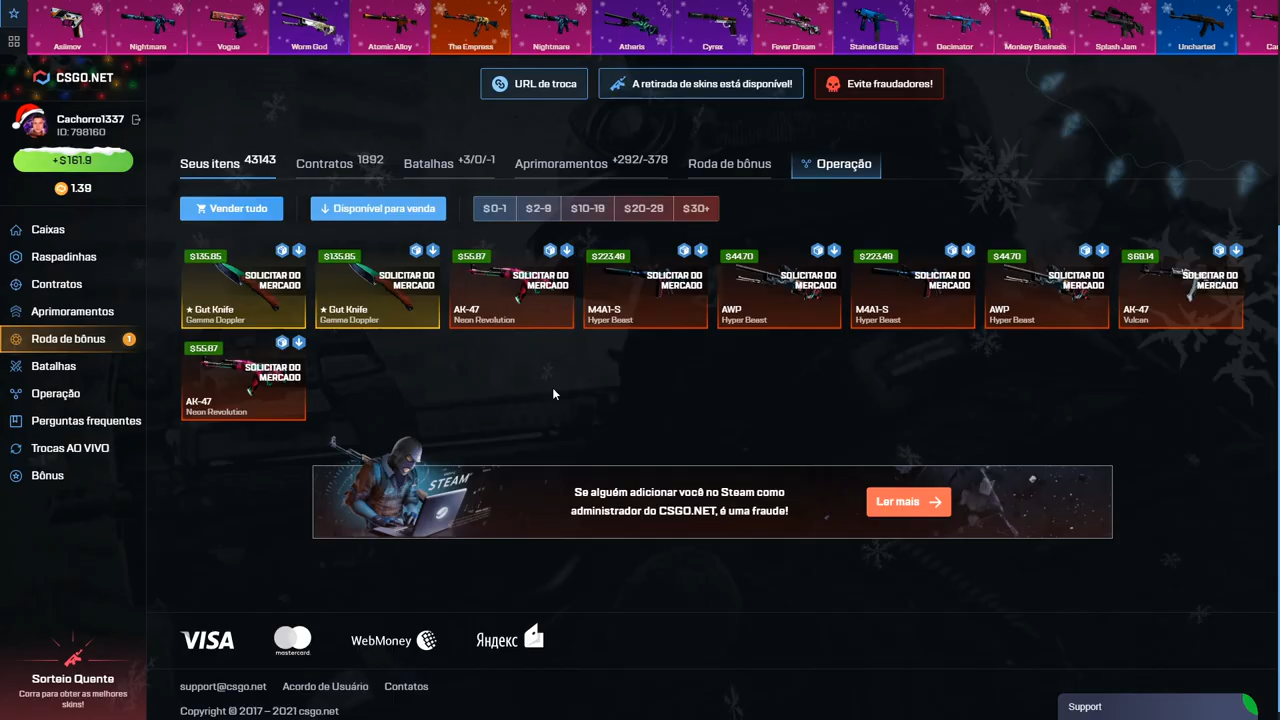 Asiimov
Nightmare
Vogue
Worm God
Atomic Alloy
The Empress
Nightmare
Atheris
Cyrex
Fever Dream
Stained Glass
Decimator
Monkey Business
Splash Jam
Uncharted
CSGO.NET
Cachorro1337
ID: 798160
+$161.9
1.39
Caixas
Raspadinhas
Contratos
Aprimoramentos
Roda de bônus 1
Batalhas
Operação
Perguntas frequentes
Trocas AO VIVO
Bônus
Sorteio Quente
Corra para obter as melhores
skins!
URL de troca
A retirada de skins está disponível!
Evite fraudadores!
Seus itens 43143
Contratos 1892
Batalhas +3/0/-1
Aprimoramentos +292/-378
Roda de bônus
Operação
Vender tudo
Disponível para venda
$0-1
$2-9
$10-19
$20-29
$30+
$135.85
SOLICITAR DO
MERCADO
★ Gut Knife
Gamma Doppler
$135.85
SOLICITAR DO
MERCADO
★ Gut Knife
Gamma Doppler
$55.87
SOLICITAR DO
MERCADO
AK-47
Neon Revolution
$223.49
SOLICITAR DO
MERCADO
M4A1-S
Hyper Beast
$44.70
SOLICITAR DO
MERCADO
AWP
Hyper Beast
$223.49
SOLICITAR DO
MERCADO
M4A1-S
Hyper Beast
$44.70
SOLICITAR DO
MERCADO
AWP
Hyper Beast
$69.14
SOLICITAR DO
MERCADO
AK-47
Vulcan
$55.87
SOLICITAR DO
MERCADO
AK-47
Neon Revolution
STEAM
Se alguém adicionar você no Steam como
administrador do CSGO.NET, é uma fraude!
Ler mais
VISA
mastercard.
WebMoney
Яндекс
support@csgo.net
Acordo de Usuário
Contatos
Copyright © 2017 – 2021 csgo.net
Support